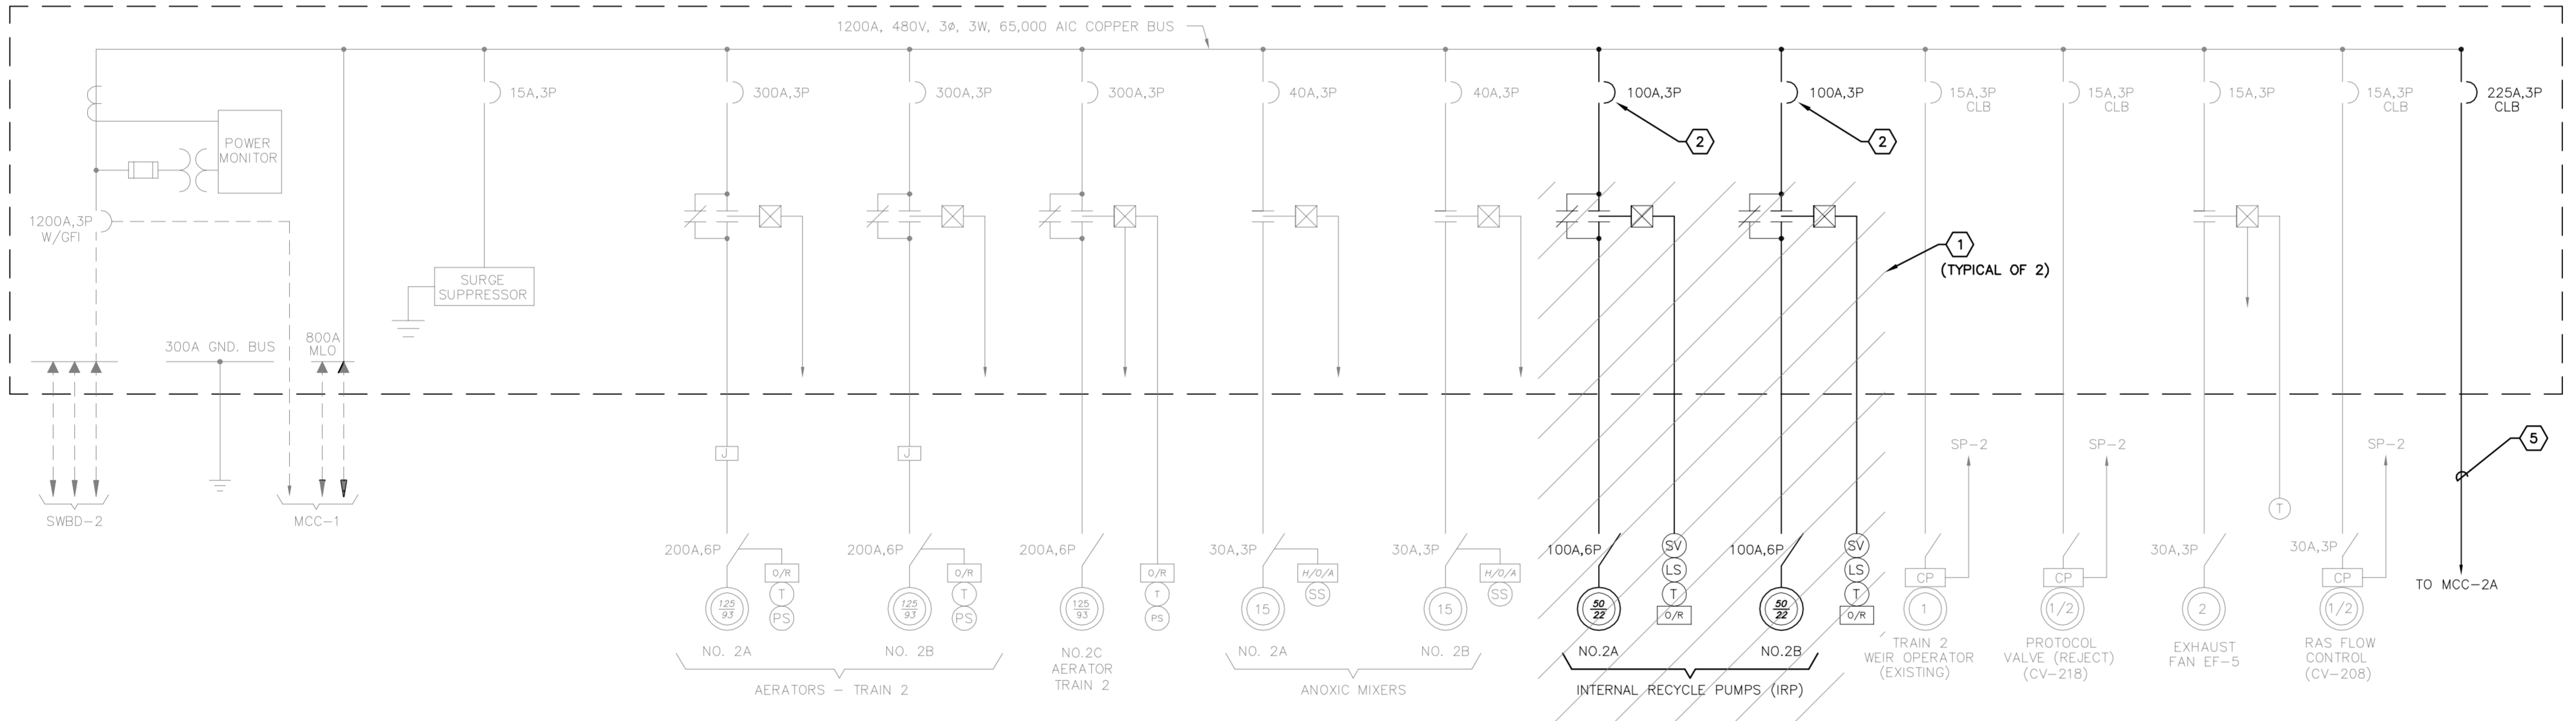 1200A, 480V, 3ø, 3W, 65,000 AIC COPPER BUS
15A,3P
300A,3P
300A,3P
300A,3P
40A,3P
40A,3P
100A,3P
100A,3P
15A,3P
CLB
15A,3P
CLB
15A,3P
15A,3P
CLB
225A,3P
CLB
2
2
POWER
MONITOR
1200A,3P
W/GFI
1
(TYPICAL OF 2)
SURGE
SUPPRESSOR
300A GND. BUS
800A
MLO
J
J
SP-2
SP-2
SP-2
5
SWBD-2
MCC-1
T
200A,6P
200A,6P
200A,6P
30A,3P
30A,3P
100A,6P
100A,6P
30A,3P
30A,3P
O/R
T
PS
O/R
T
PS
O/R
T
PS
H/O/A
SS
H/O/A
SS
SV
LS
T
O/R
SV
LS
T
O/R
CP
CP
CP
TO MCC-2A
125
93
125
93
125
93
15
15
50
22
50
22
1
1/2
2
1/2
NO. 2A
NO. 2B
NO.2C
AERATOR
TRAIN 2
AERATORS - TRAIN 2
NO. 2A
NO. 2B
ANOXIC MIXERS
NO.2A
NO.2B
INTERNAL RECYCLE PUMPS (IRP)
TRAIN 2
WEIR OPERATOR
(EXISTING)
PROTOCOL
VALVE (REJECT)
(CV-218)
EXHAUST
FAN EF-5
RAS FLOW
CONTROL
(CV-208)